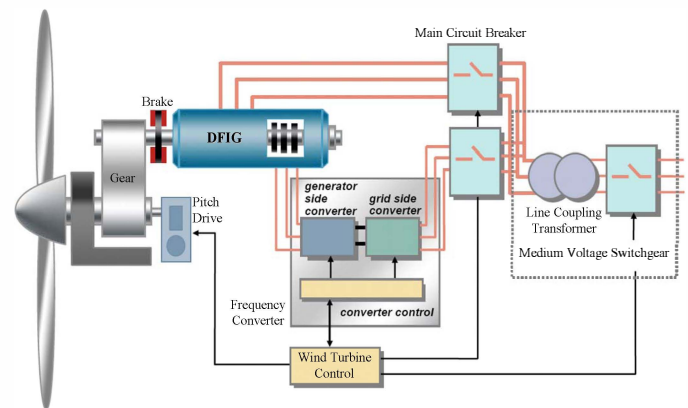 Main Circuit Breaker
Brake
DFIG
Gear
Pitch
Drive
generator
side
converter
grid side
converter
Line Coupling
Transformer
Medium Voltage Switchgear
Frequency
Converter
converter control
Wind Turbine
Control